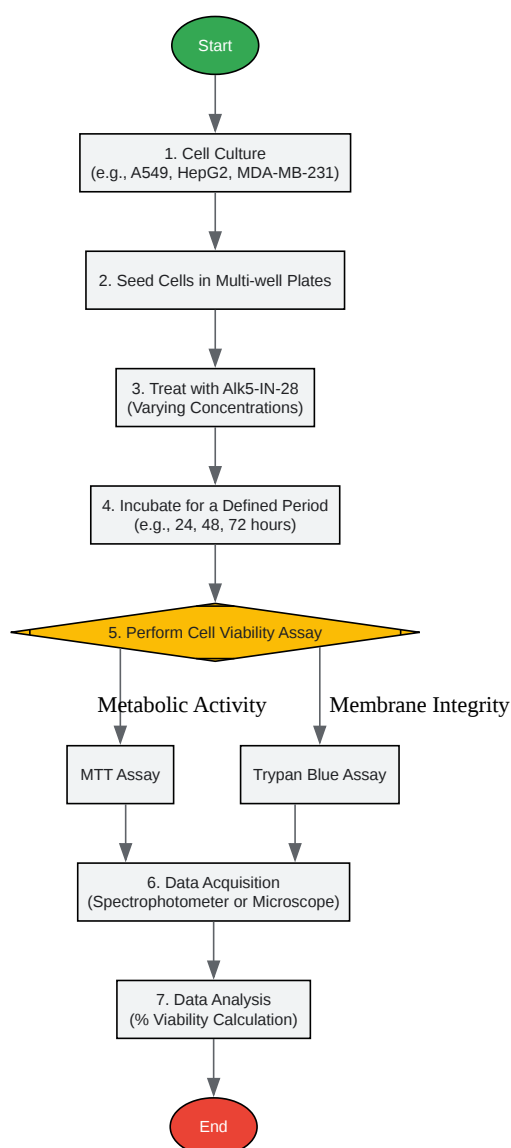 Start
1. Cell Culture
(e.g., A549, HepG2, MDA-MB-231)
2. Seed Cells in Multi-well Plates
3. Treat with Alk5-IN-28
(Varying Concentrations)
4. Incubate for a Defined Period
(e.g., 24, 48, 72 hours)
5. Perform Cell Viability Assay
Metabolic Activity
Membrane Integrity
MTT Assay
Trypan Blue Assay
6. Data Acquisition
(Spectrophotometer or Microscope)
7. Data Analysis
(% Viability Calculation)
End